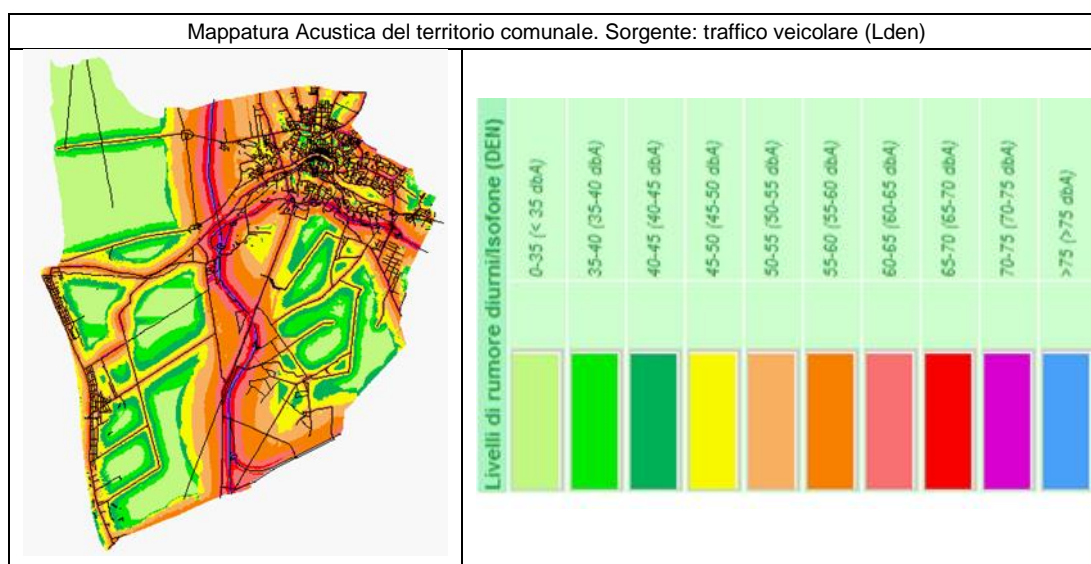 Mappatura Acustica del territorio comunale. Sorgente: traffico veicolare (Lden)
Livelli di rumore diurni/Isofone (DEN)
0-35 (< 35 dbA)
35-40 (35-40 dbA)
40-45 (40-45 dbA)
45-50 (45-50 dbA)
50-55 (50-55 dbA)
55-60 (55-60 dbA)
60-65 (60-65 dbA)
65-70 (65-70 dbA)
70-75 (70-75 dbA)
>75 (>75 dbA)